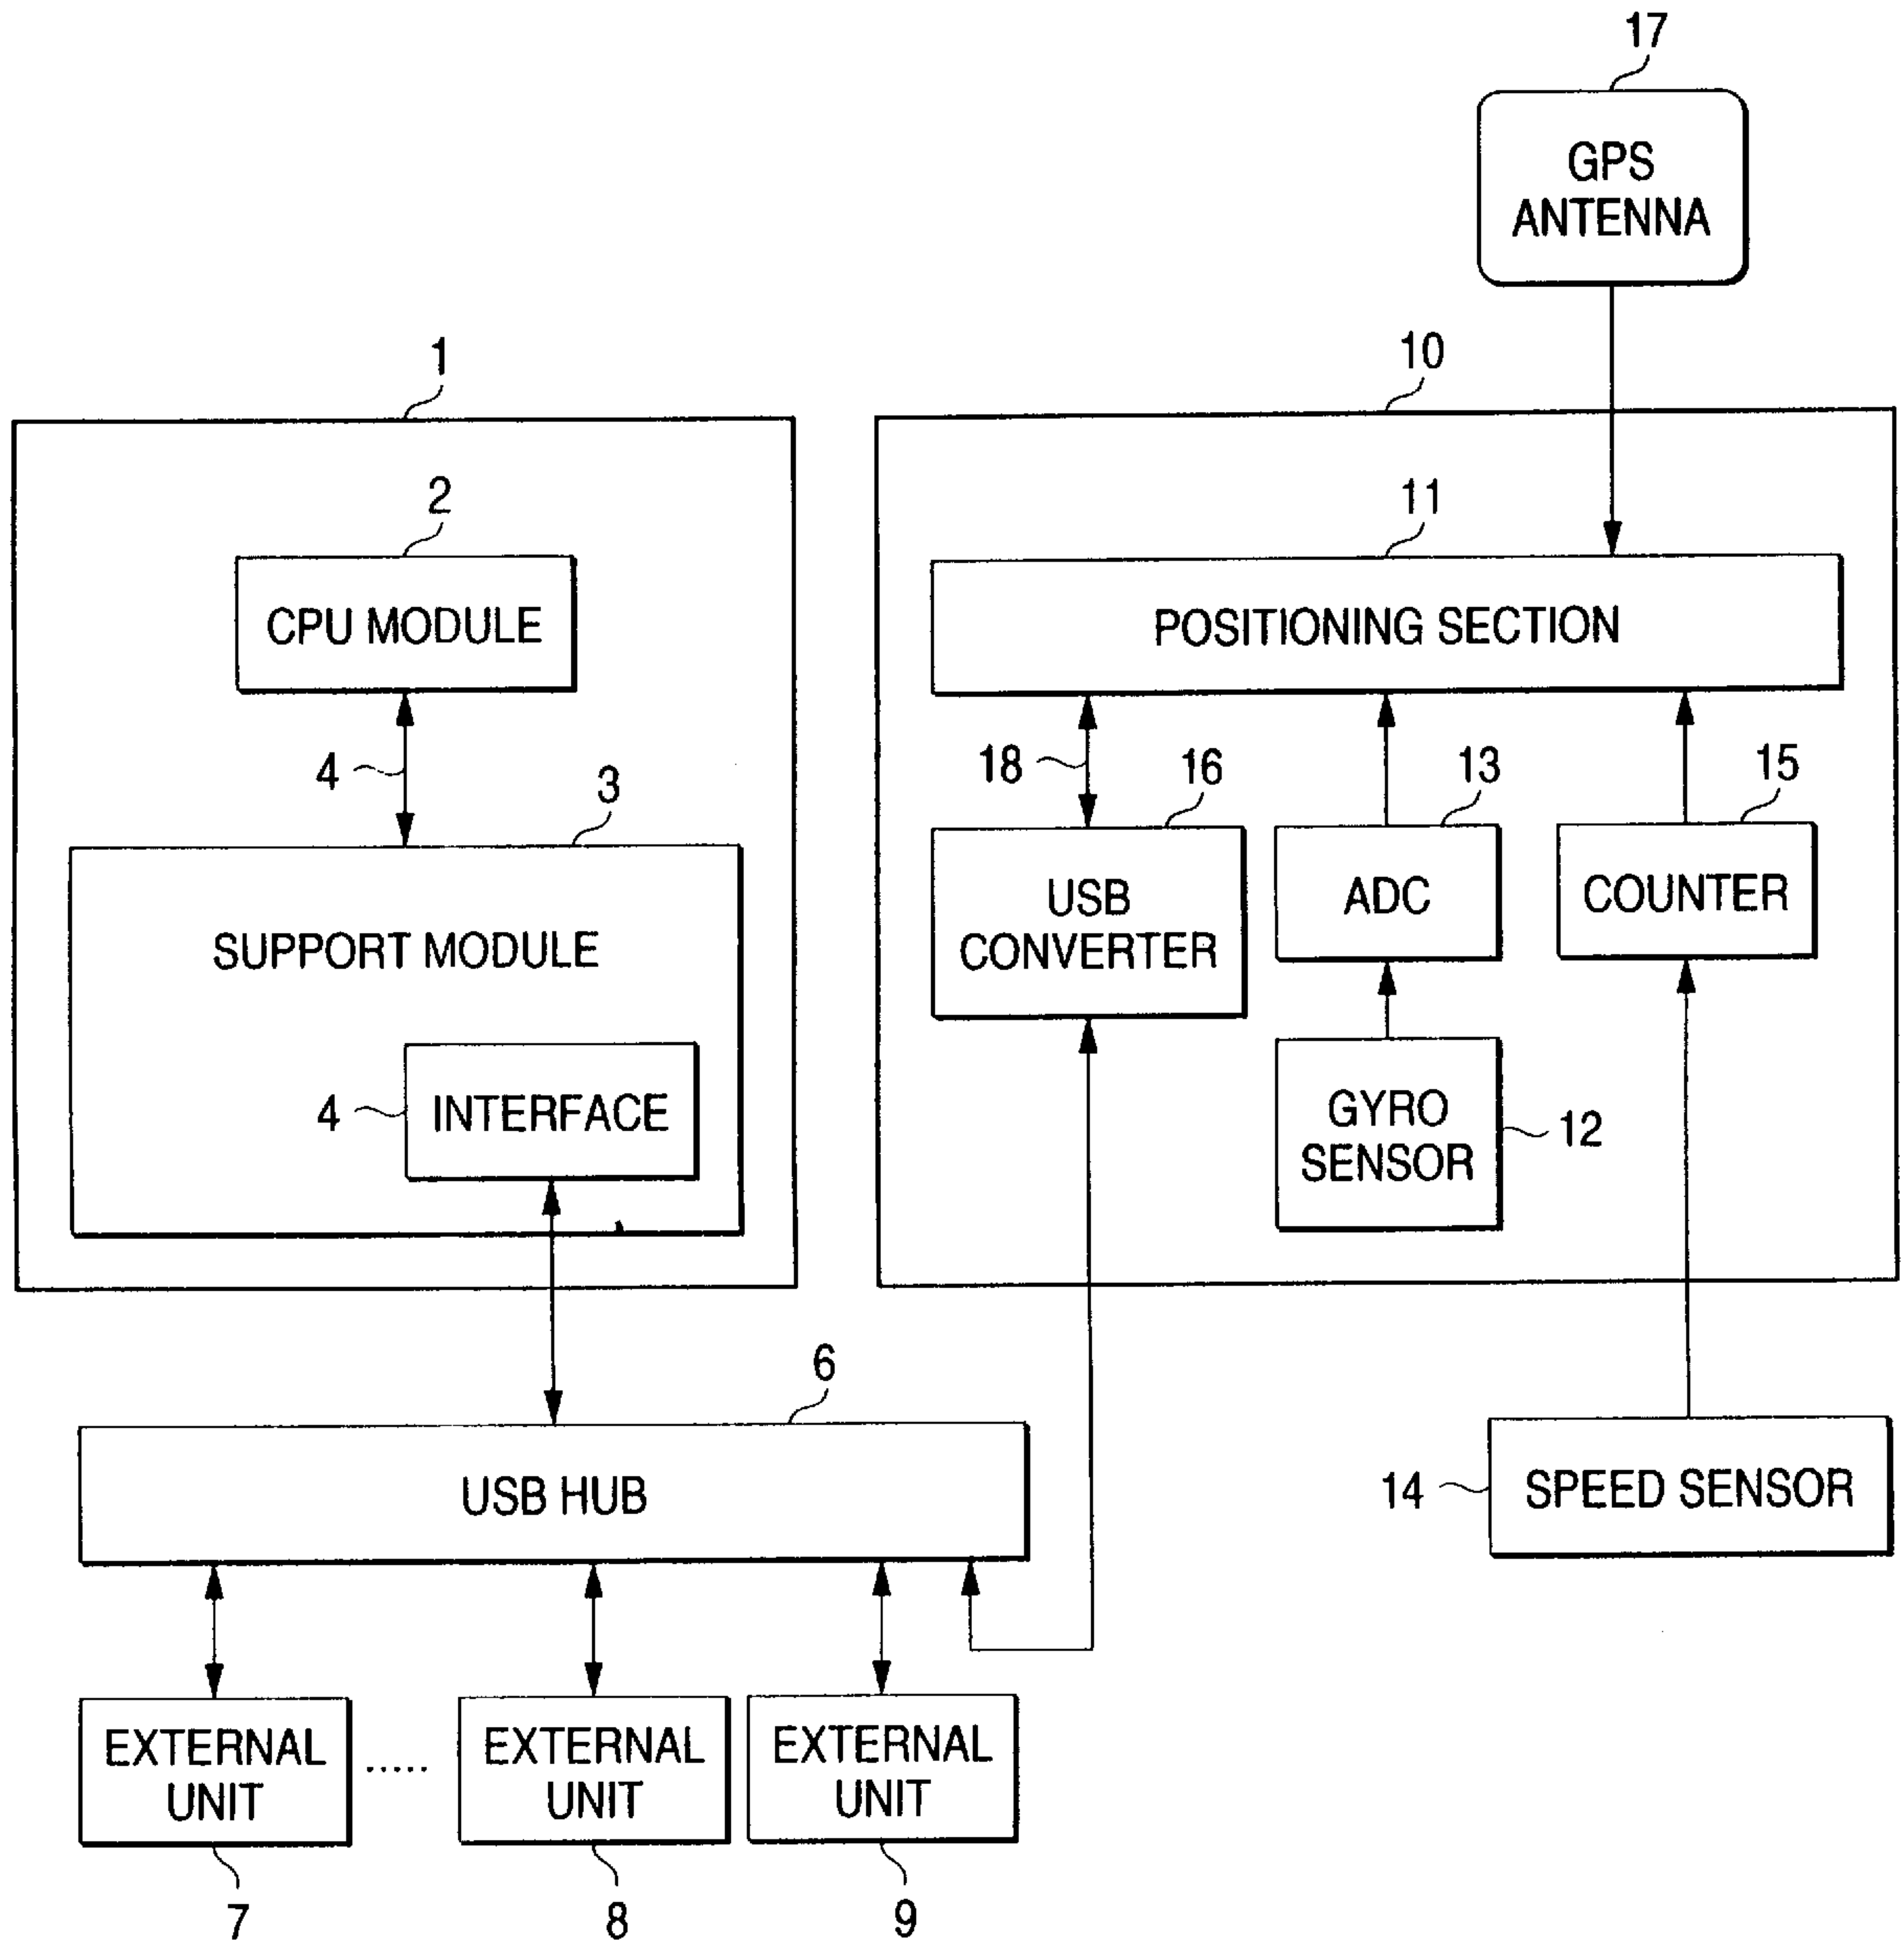 17
GPS
ANTENNA
1
10
2
11
CPU MODULE
POSITIONING SECTION
4
3
18
16
13
15
SUPPORT MODULE
USB
CONVERTER
ADC
COUNTER
4
INTERFACE
GYRO
SENSOR
12
6
USB HUB
14
SPEED SENSOR
EXTERNAL
UNIT
.....
EXTERNAL
UNIT
EXTERNAL
UNIT
7
8
9